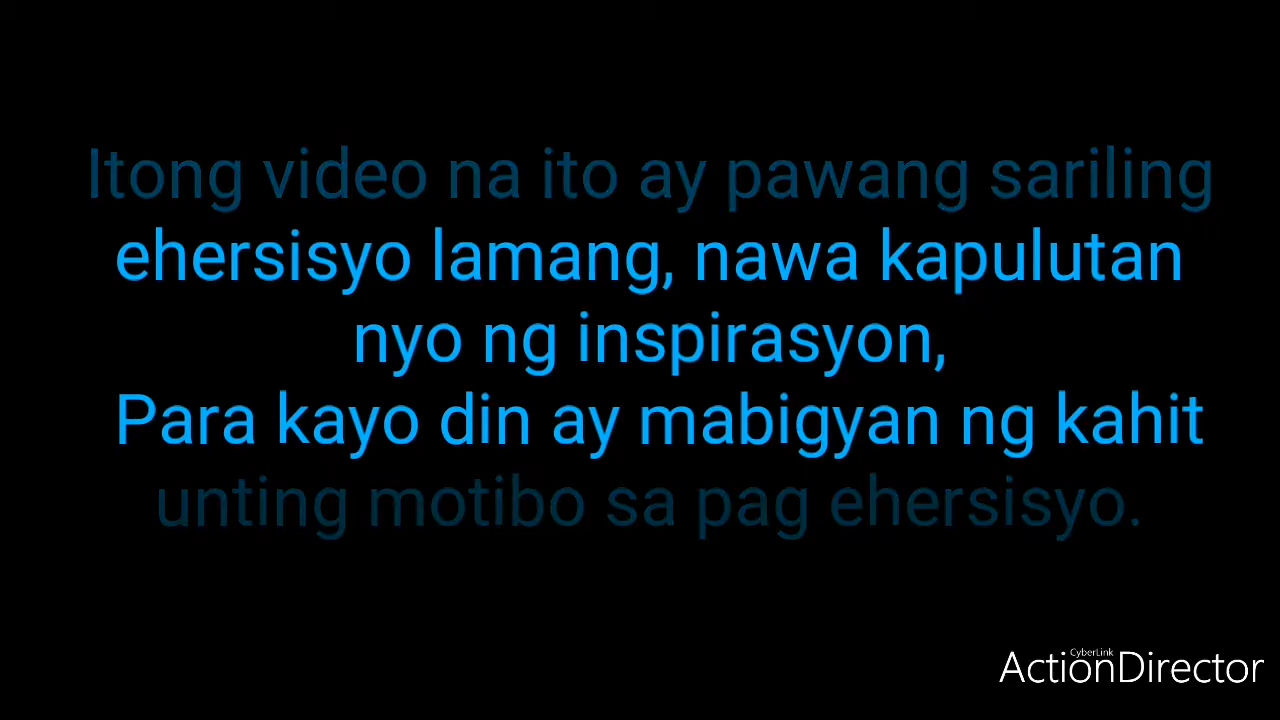 Itong video na ito ay pawang sariling
ehersisyo lamang, nawa kapulutan
nyo ng inspirasyon,
Para kayo din ay mabigyan ng kahit
unting motibo sa pag ehersisyo.
CyberLink
ActionDirector